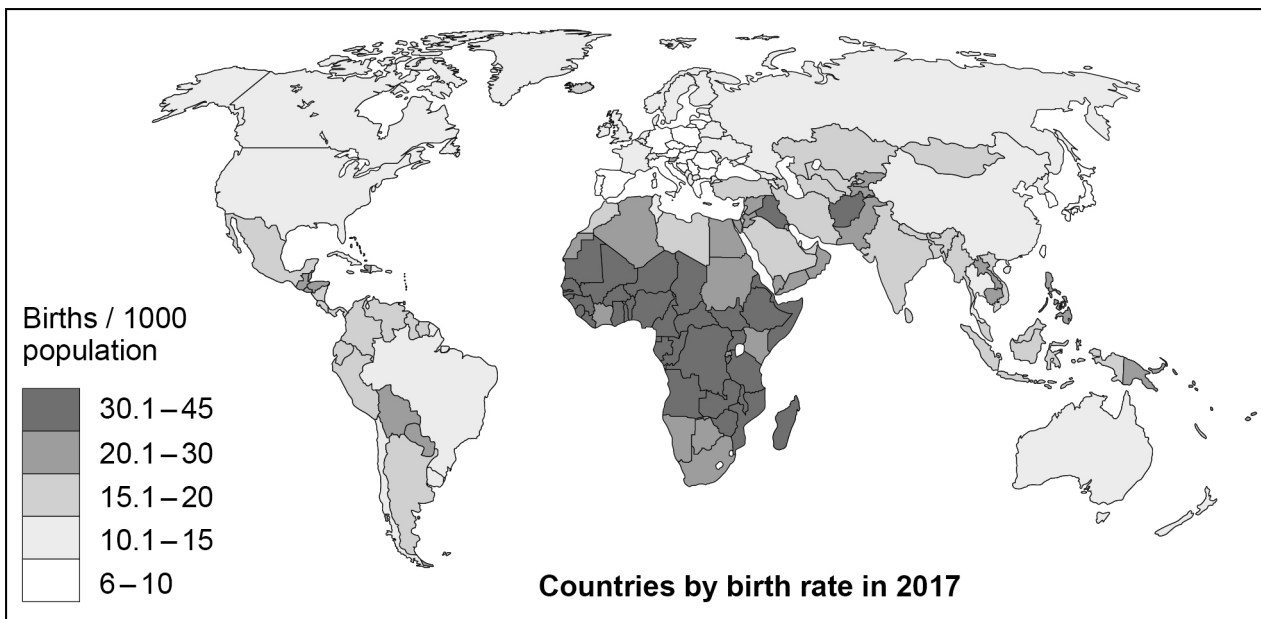 Births / 1000
population
30.1–45
20.1–30
15.1–20
10.1–15
6–10
Countries by birth rate in 2017